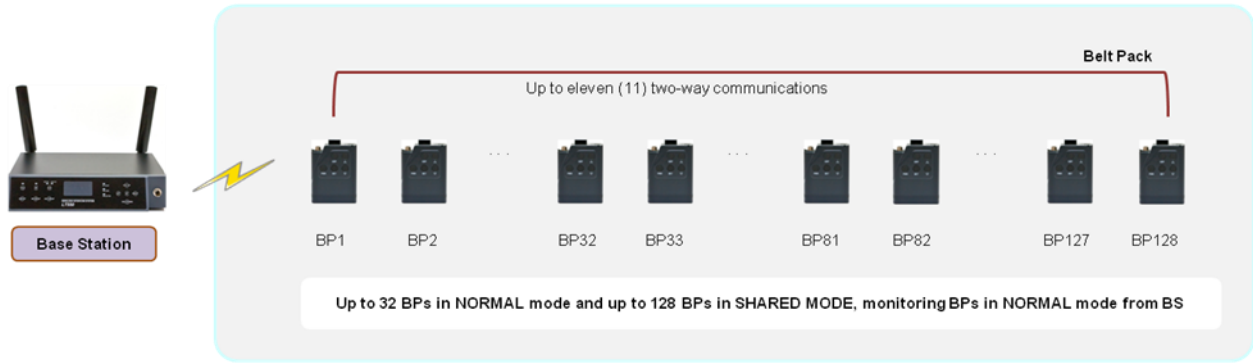 Belt Pack
Up to eleven (11) two-way communications
. . .
. . .
. . .
Base Station
BP1
BP2
BP32
BP33
BP81
BP82
BP127
BP128
Up to 32 BPs in NORMAL mode and up to 128 BPs in SHARED MODE, monitoring BPs in NORMAL mode from BS